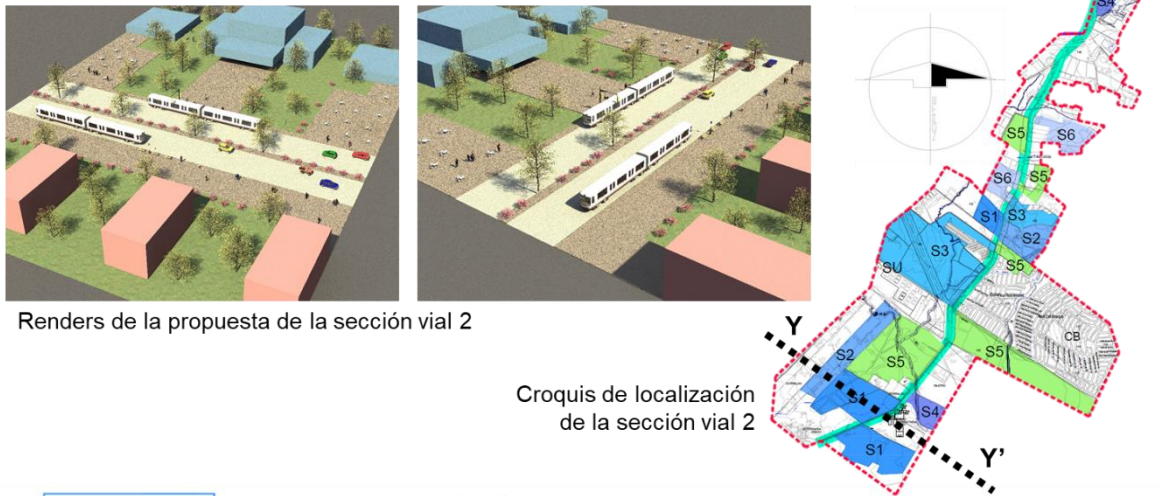 S4
S5
S6
S6
S5
S1
S3
S2
S3
S5
SU
CB
S5
S2
S5
S1
S4
S1
Y
Y'
Renders de la propuesta de la sección vial 2
Croquis de localización
de la sección vial 2